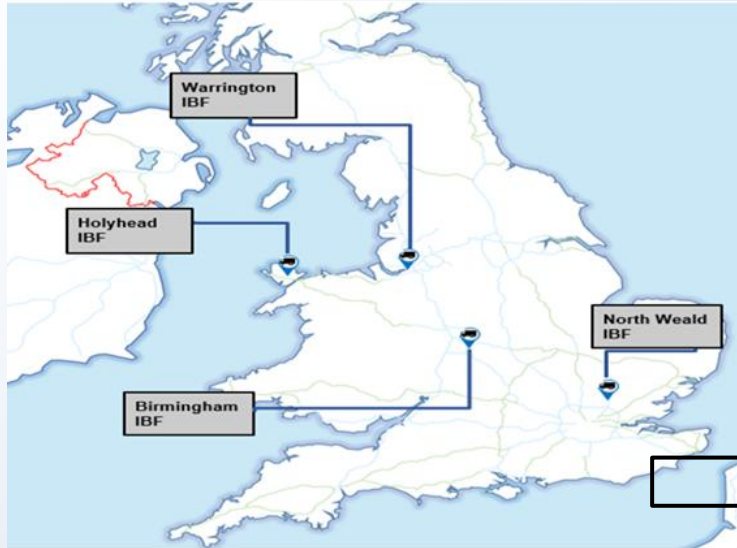 Warrington
IBF
Holyhead
IBF
North Weald
IBF
Birmingham
IBF